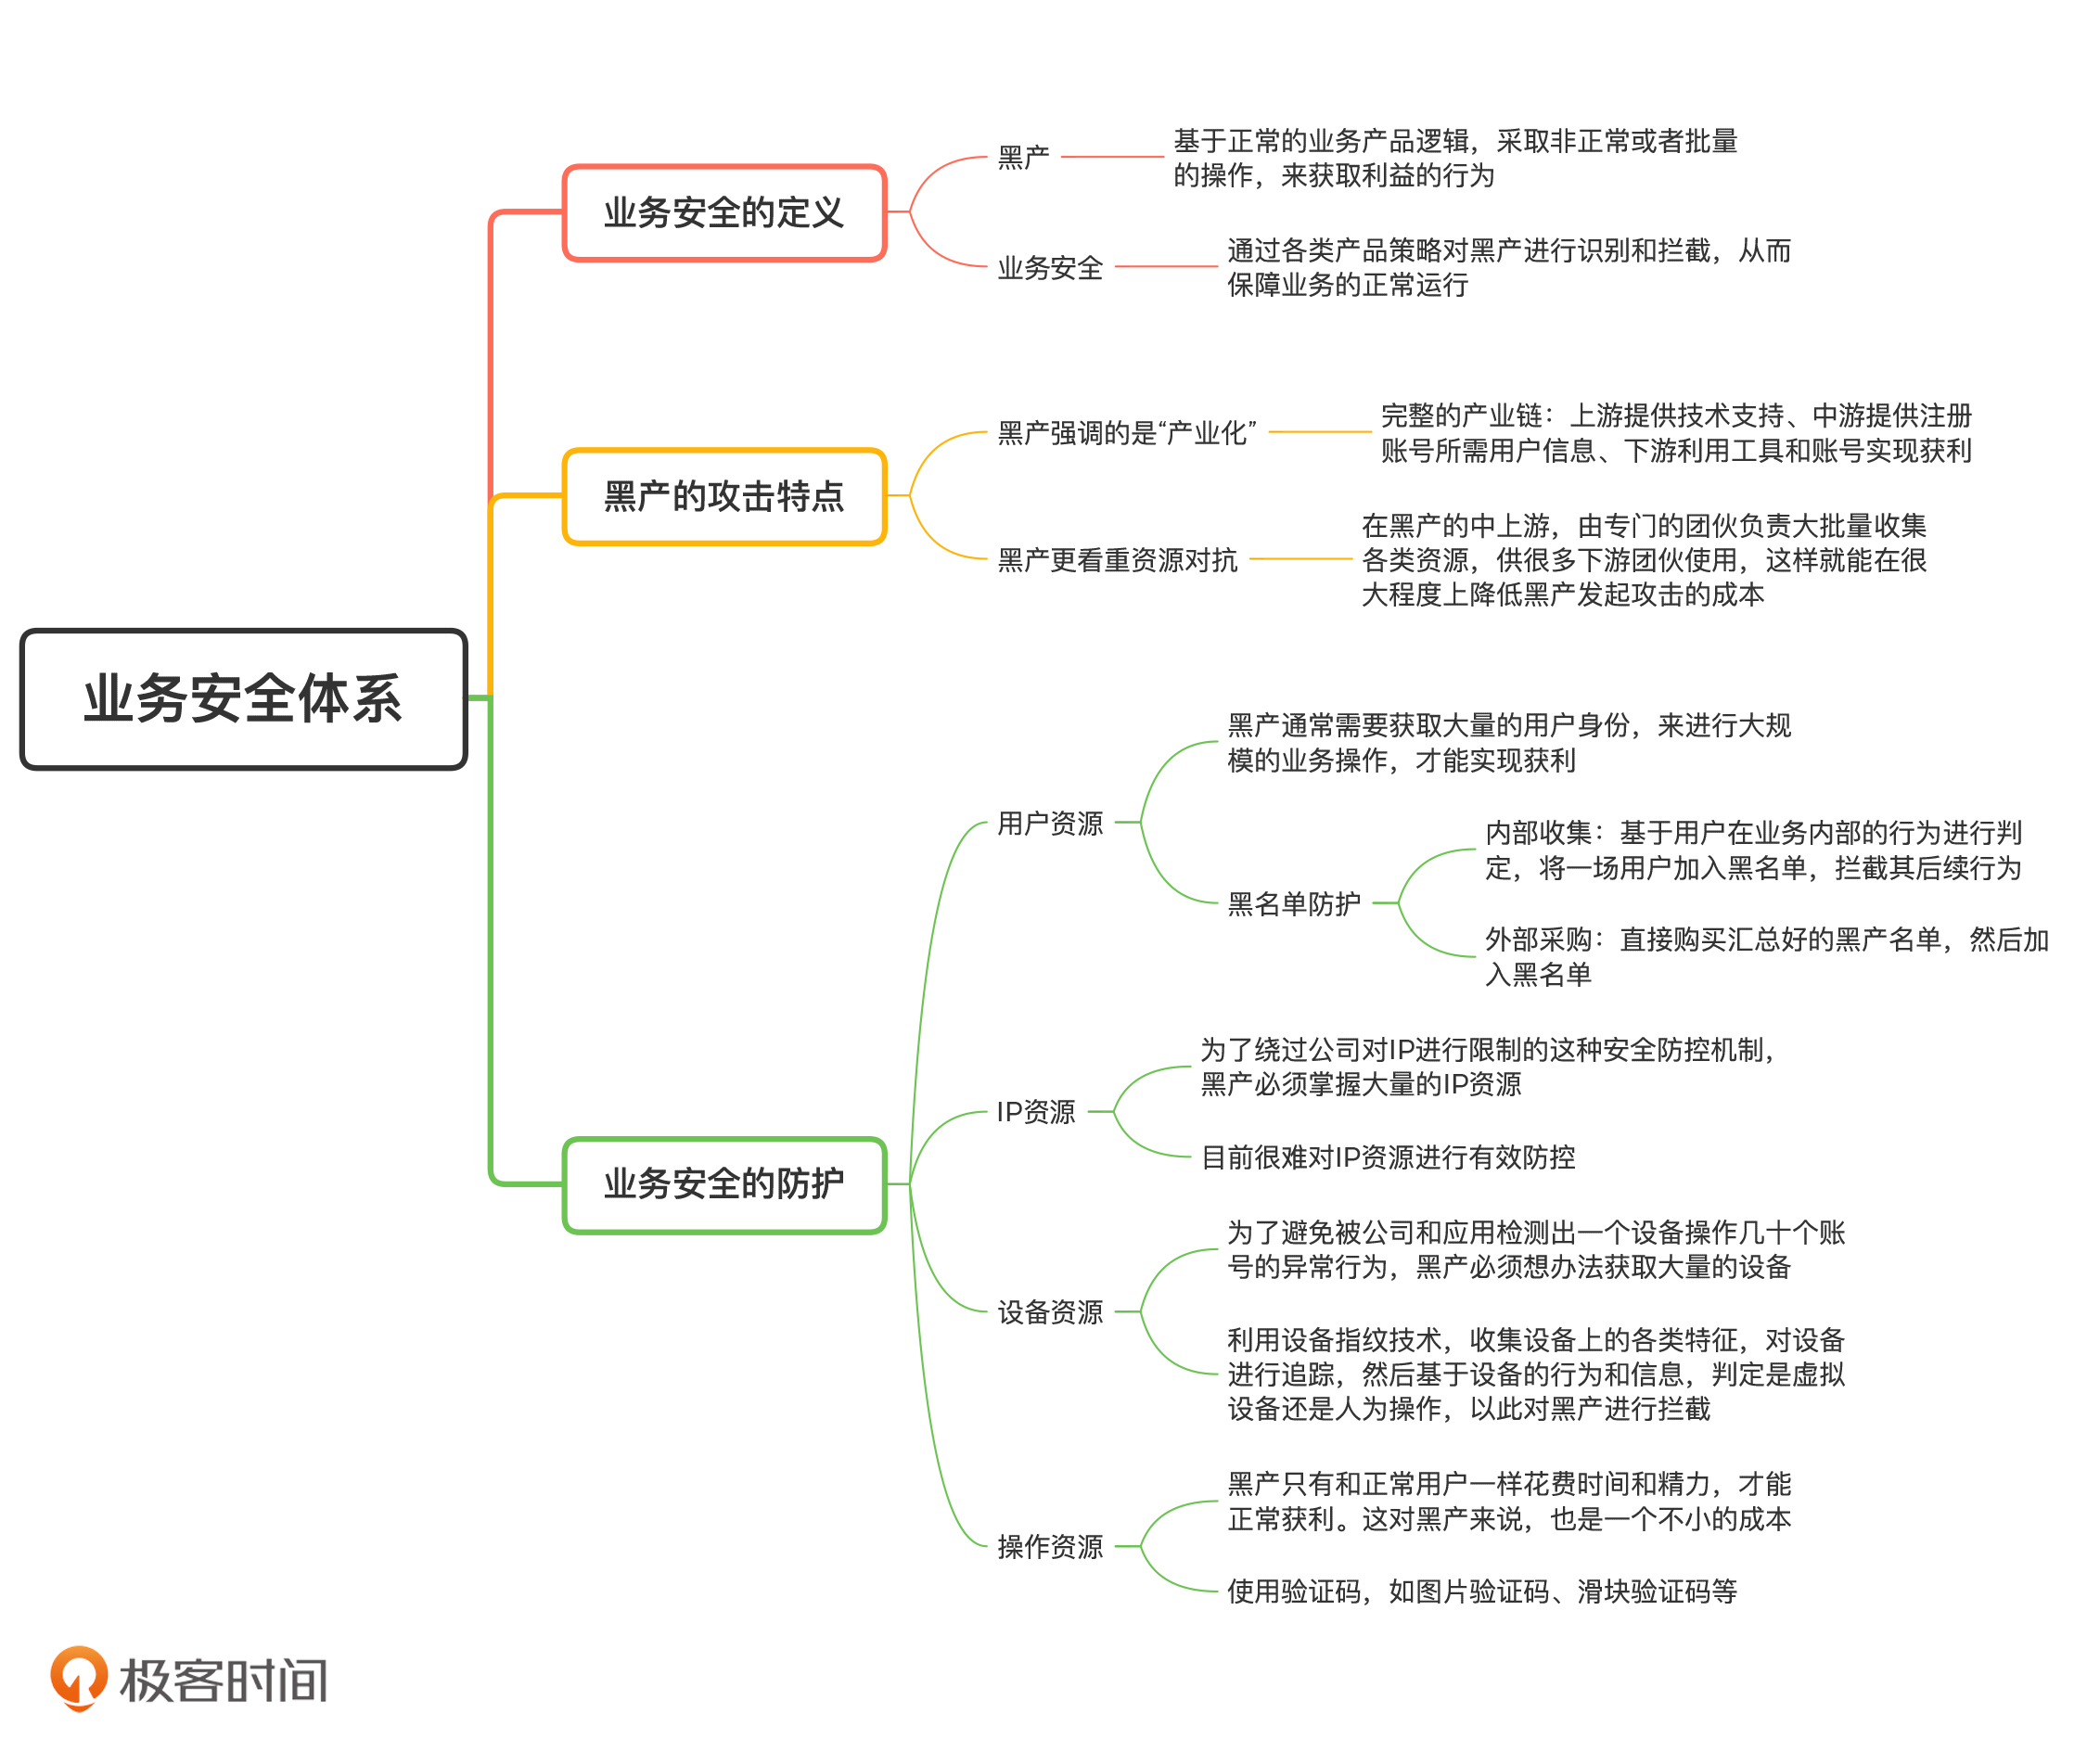 业务安全体系
业务安全的定义
黑产
基于正常的业务产品逻辑，采取非正常或者批量
的操作，来获取利益的行为
业务安全
通过各类产品策略对黑产进行识别和拦截，从而
保障业务的正常运行
黑产的攻击特点
黑产强调的是“产业化”
完整的产业链：上游提供技术支持、中游提供注册
账号所需用户信息、下游利用工具和账号实现获利
黑产更看重资源对抗
在黑产的中上游，由专门的团伙负责大批量收集
各类资源，供很多下游团伙使用，这样就能在很
大程度上降低黑产发起攻击的成本
业务安全的防护
用户资源
黑产通常需要获取大量的用户身份，来进行大规
模的业务操作，才能实现获利
黑名单防护
内部收集：基于用户在业务内部的行为进行判
定，将一场用户加入黑名单，拦截其后续行为
外部采购：直接购买汇总好的黑产名单，然后加
入黑名单
IP资源
为了绕过公司对IP进行限制的这种安全防控机制，
黑产必须掌握大量的IP资源
目前很难对IP资源进行有效防控
设备资源
为了避免被公司和应用检测出一个设备操作几十个账
号的异常行为，黑产必须想办法获取大量的设备
利用设备指纹技术，收集设备上的各类特征，对设备
进行追踪，然后基于设备的行为和信息，判定是虚拟
设备还是人为操作，以此对黑产进行拦截
操作资源
黑产只有和正常用户一样花费时间和精力，才能
正常获利。这对黑产来说，也是一个不小的成本
使用验证码，如图片验证码、滑块验证码等
极客时间